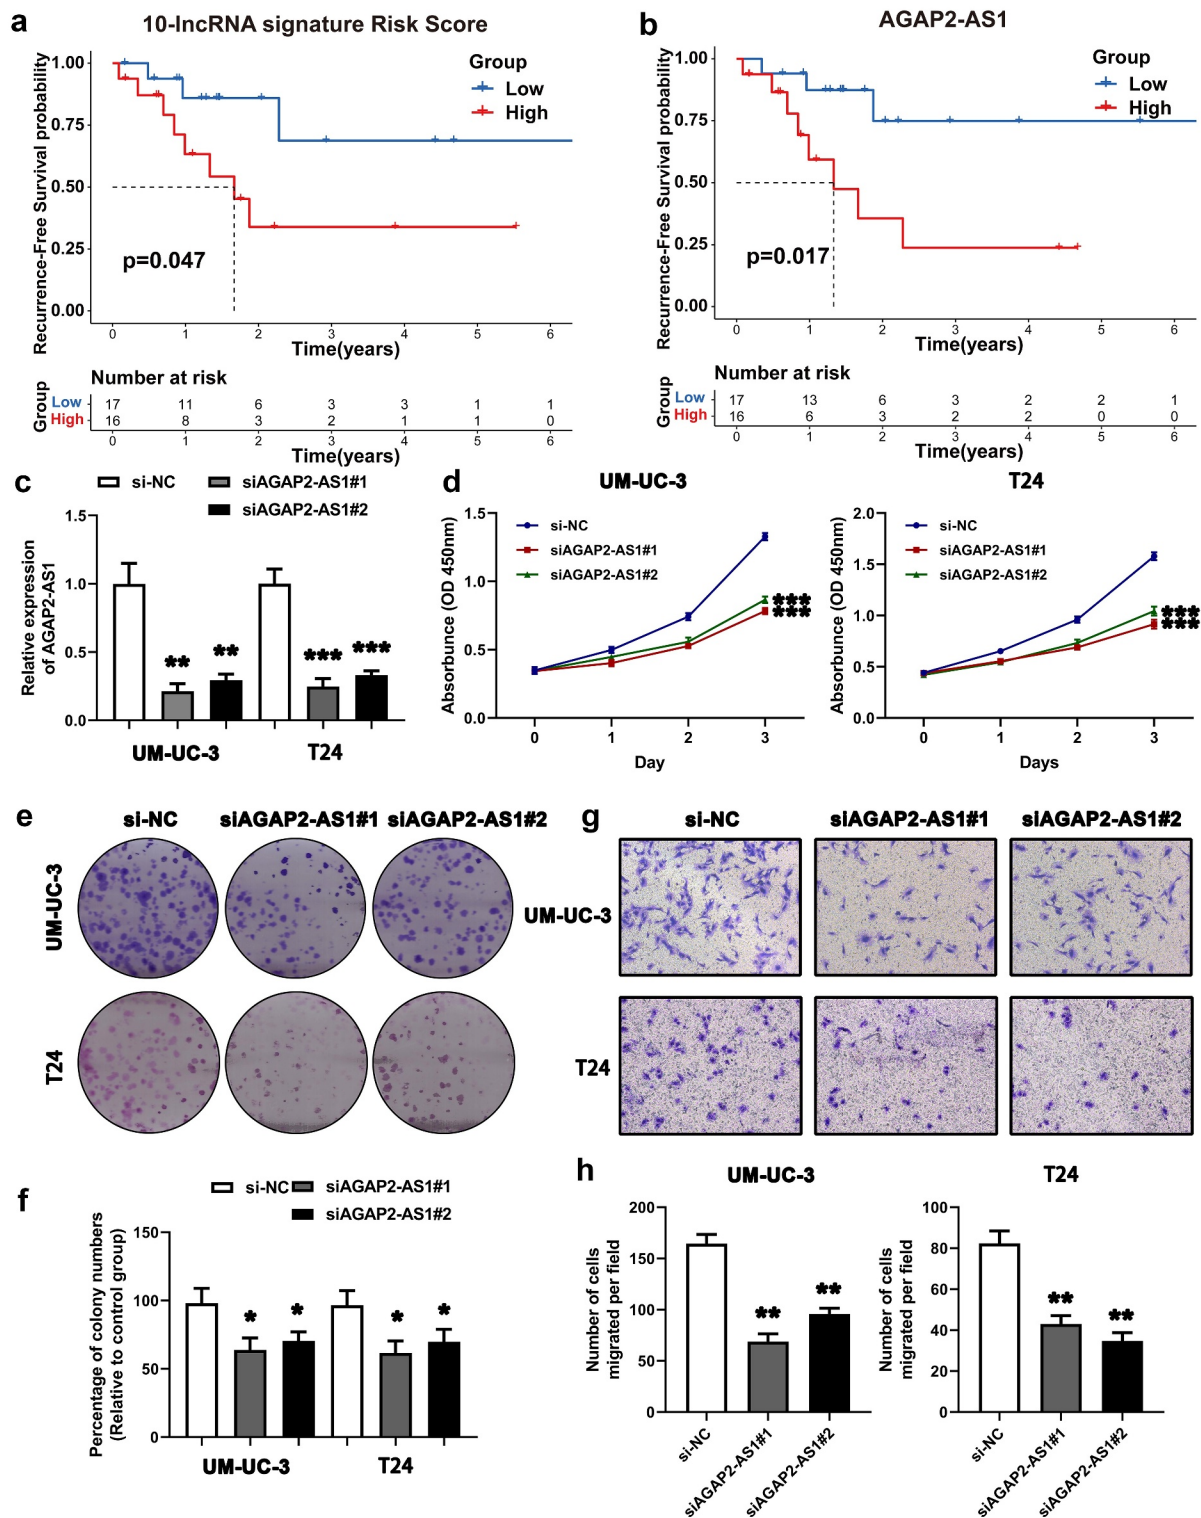 a
10-lncRNA signature Risk Score
Recurrence-Free Survival probability
1.00
0.75
0.50
0.25
0.00
Group
Low
High
p=0.047
0 1 2 3 4 5 6
Time(years)
Number at risk
Group
Low 17 11 6 3 3 1 1
High 16 8 3 2 1 1 0
0 1 2 3 4 5 6
Time(years)
b
AGAP2-AS1
Recurrence-Free Survival probability
1.00
0.75
0.50
0.25
0.00
Group
Low
High
p=0.017
0 1 2 3 4 5 6
Time(years)
Number at risk
Group
Low 17 13 6 3 2 2 1
High 16 6 3 2 2 0 0
0 1 2 3 4 5 6
Time(years)
c
si-NC siAGAP2-AS1#1
siAGAP2-AS1#2
Relative expression
of AGAP2-AS1
1.5
1.0
0.5
0.0
** ** *** ***
UM-UC-3 T24
d
UM-UC-3
Absorbunce (OD 450nm)
1.5
1.0
0.5
0.0
si-NC
siAGAP2-AS1#1
siAGAP2-AS1#2
***
***
0 1 2 3
Day
T24
Absorbunce (OD 450nm)
2.0
1.5
1.0
0.5
0.0
si-NC
siAGAP2-AS1#1
siAGAP2-AS1#2
***
***
0 1 2 3
Days
e
si-NC siAGAP2-AS1#1 siAGAP2-AS1#2
UM-UC-3
T24
g
si-NC siAGAP2-AS1#1 siAGAP2-AS1#2
UM-UC-3
T24
f
si-NC siAGAP2-AS1#1
siAGAP2-AS1#2
Percentage of colony numbers
(Relative to control group)
150
100
50
0
* * * *
UM-UC-3 T24
h
UM-UC-3
Number of cells
migrated per field
200
150
100
50
0
** **
si-NC
siAGAP2-AS1#1
siAGAP2-AS1#2
T24
Number of cells
migrated per field
100
80
60
40
20
0
** **
si-NC
siAGAP2-AS1#1
siAGAP2-AS1#2